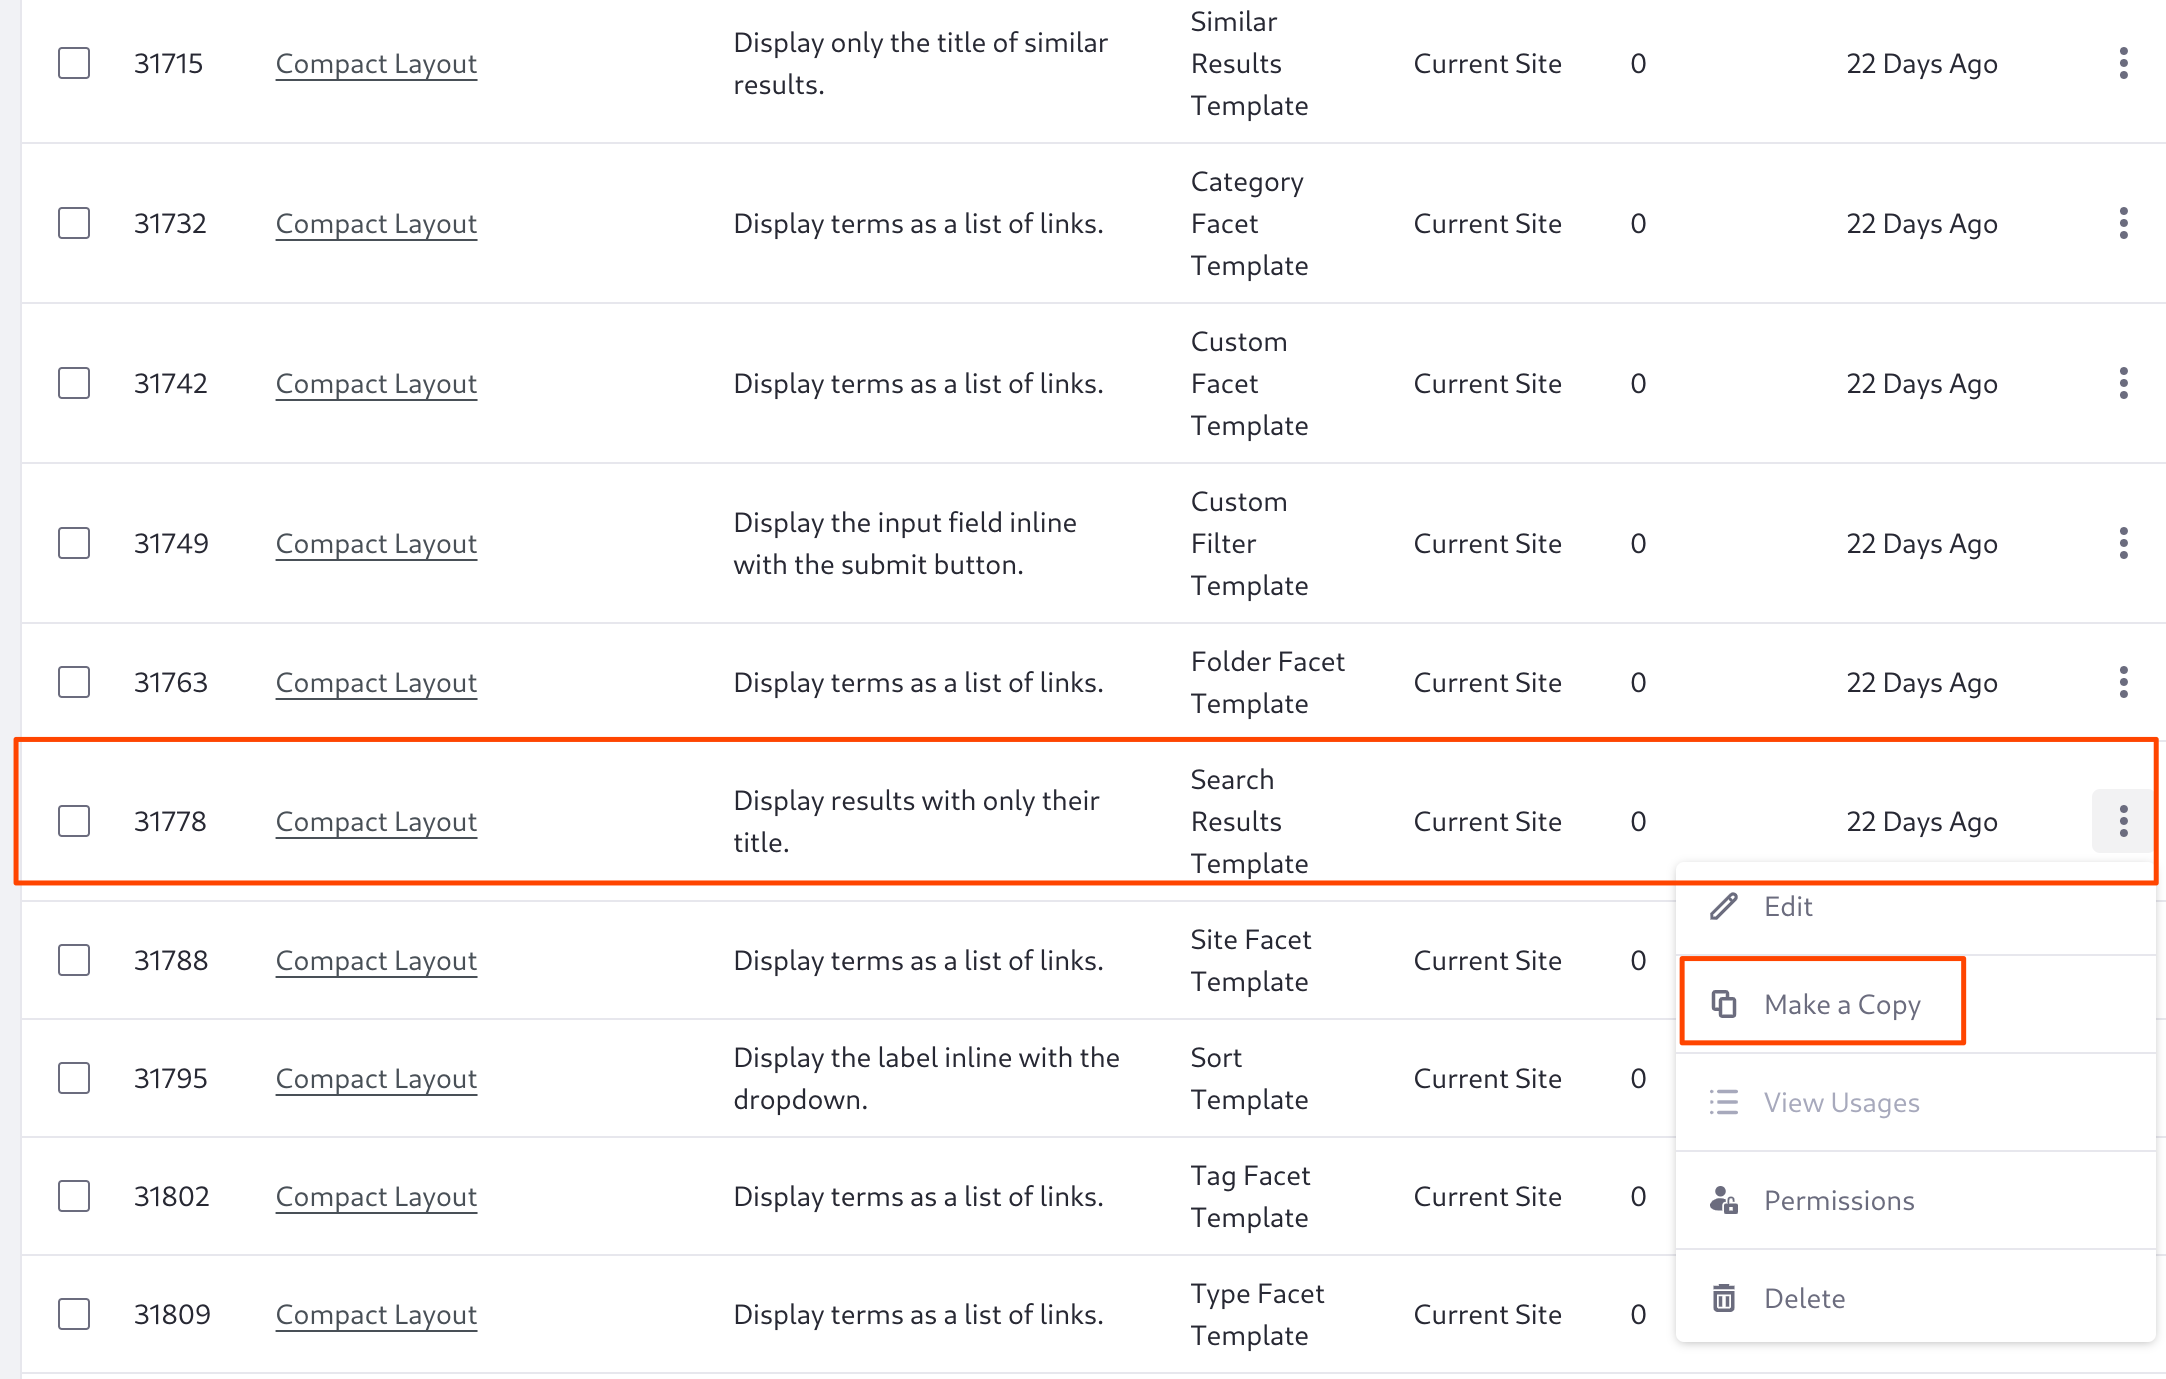 31715 Compact Layout Display only the title of similar results. Similar Results Template Current Site 0 22 Days Ago
31732 Compact Layout Display terms as a list of links. Category Facet Template Current Site 0 22 Days Ago
31742 Compact Layout Display terms as a list of links. Custom Facet Template Current Site 0 22 Days Ago
31749 Compact Layout Display the input field inline with the submit button. Custom Filter Template Current Site 0 22 Days Ago
31763 Compact Layout Display terms as a list of links. Folder Facet Template Current Site 0 22 Days Ago
31778 Compact Layout Display results with only their title. Search Results Template Current Site 0 22 Days Ago
31788 Compact Layout Display terms as a list of links. Site Facet Template Current Site 0
31795 Compact Layout Display the label inline with the dropdown. Sort Template Current Site 0
31802 Compact Layout Display terms as a list of links. Tag Facet Template Current Site 0
31809 Compact Layout Display terms as a list of links. Type Facet Template Current Site 0
Edit
Make a Copy
View Usages
Permissions
Delete